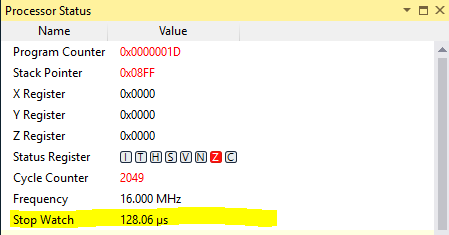 Processor Status
Name Value
Program Counter 0x0000001D
Stack Pointer 0x08FF
X Register 0x0000
Y Register 0x0000
Z Register 0x0000
Status Register I T H S V N Z C
Cycle Counter 2049
Frequency 16.000 MHz
Stop Watch 128.06 µs